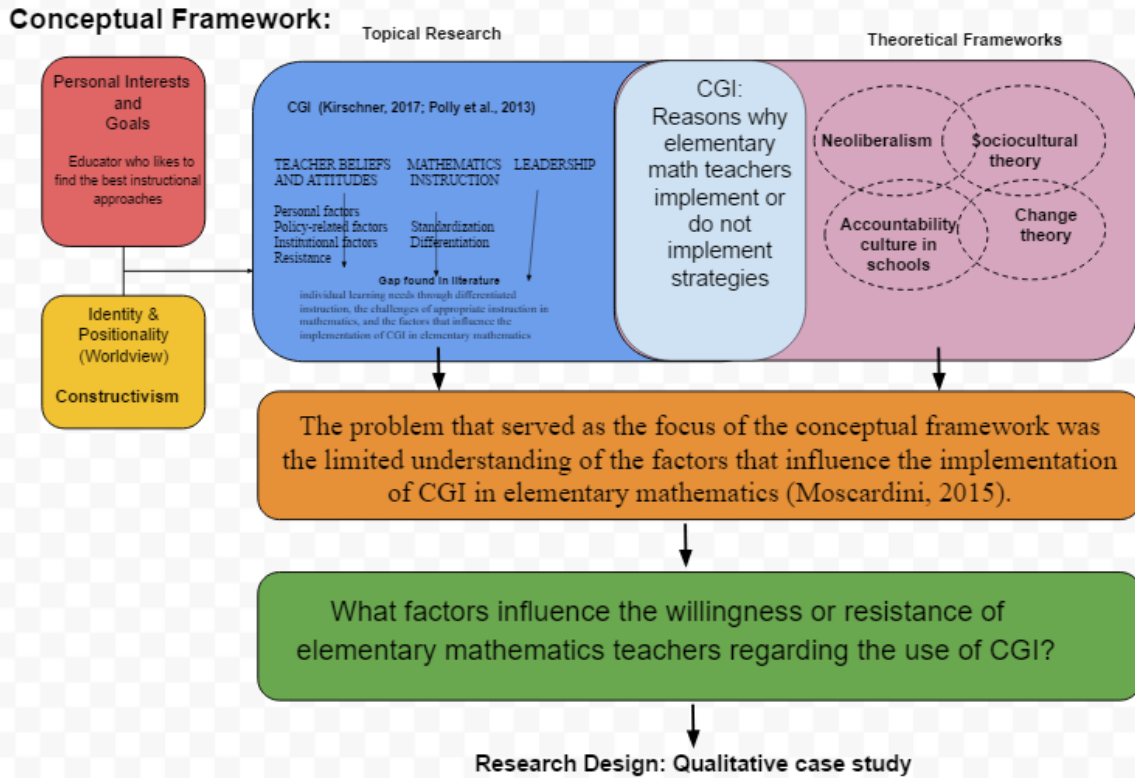 Conceptual Framework:
Topical Research
Theoretical Frameworks
Personal Interests
and
Goals
Educator who likes to
find the best instructional
approaches
Identity &
Positionality
(Worldview)
Constructivism
CGI (Kirschner, 2017; Polly et al., 2013)
TEACHER BELIEFS
AND ATTITUDES
MATHEMATICS
INSTRUCTION
LEADERSHIP
Personal factors
Policy-related factors
Institutional factors
Resistance
Standardization
Differentiation
Gap found in literature
individual learning needs through differentiated
instruction, the challenges of appropriate instruction in
mathematics, and the factors that influence the
implementation of CGI in elementary mathematics
CGI:
Reasons why
elementary
math teachers
implement or
do not
implement
strategies
Neoliberalism
Sociocultural
theory
Accountability
culture in
schools
Change
theory
The problem that served as the focus of the conceptual framework was
the limited understanding of the factors that influence the implementation
of CGI in elementary mathematics (Moscardini, 2015).
What factors influence the willingness or resistance of
elementary mathematics teachers regarding the use of CGI?
Research Design: Qualitative case study